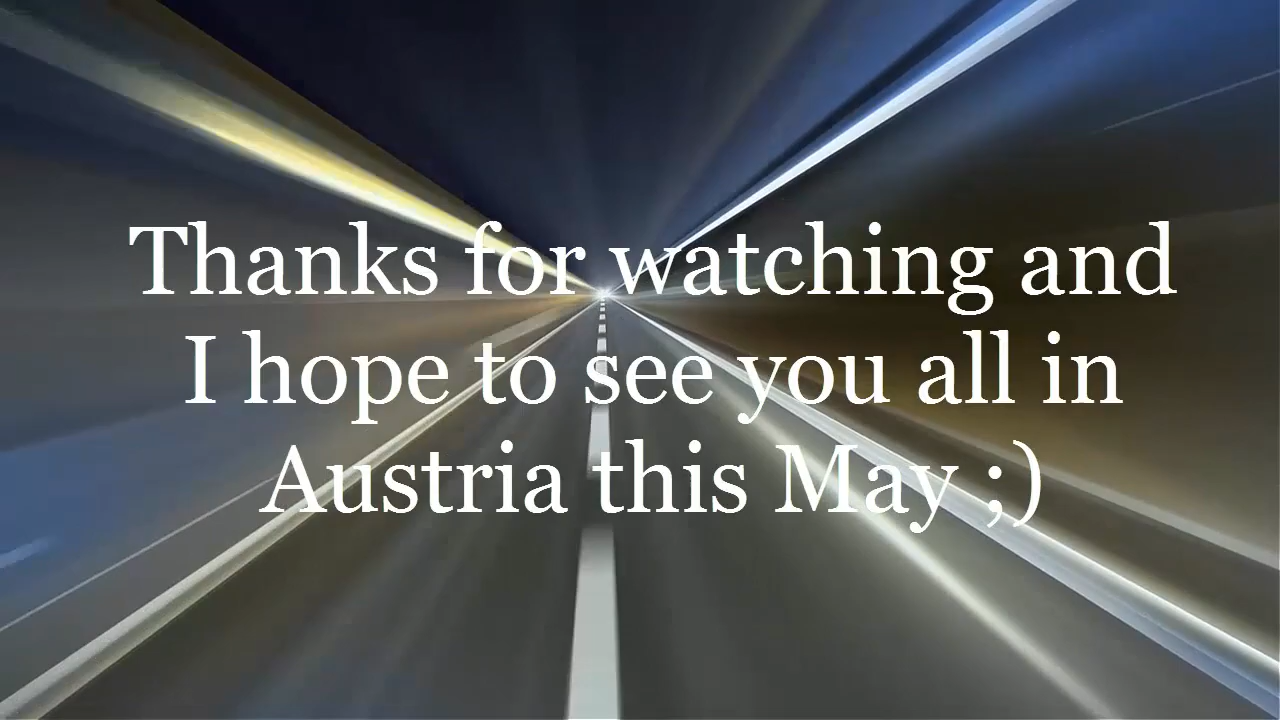 Thanks for watching and
I hope to see you all in
Austria this May ;)